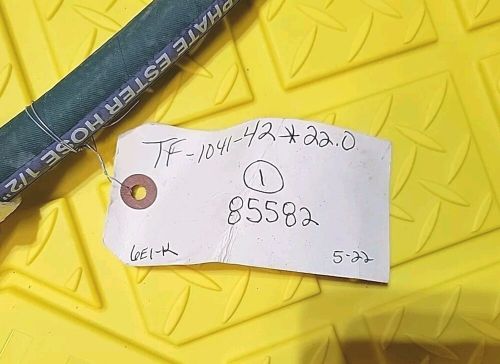 PHATE ESTER HOSE 1/2"
TF-1041-42*22.0
1
85582
6E1-K
5-22